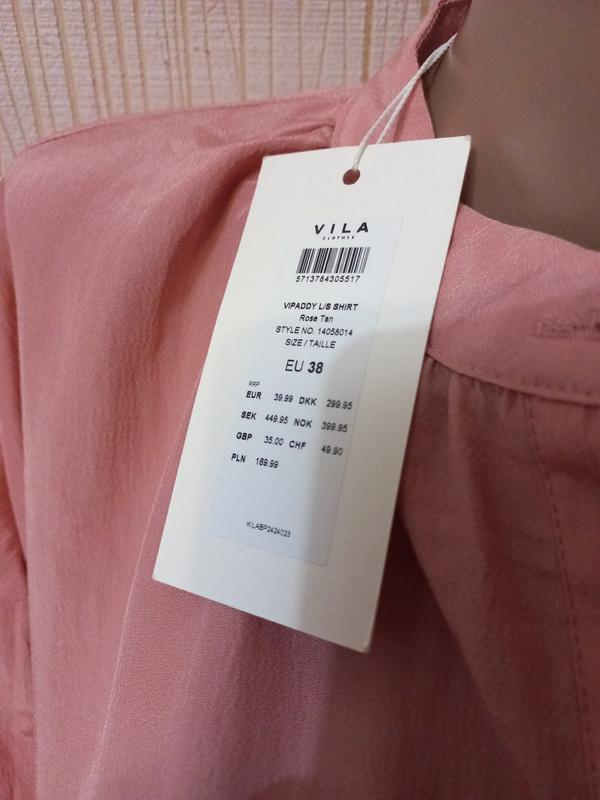 VILA
CLOTHES
5713784305517
VIPADDY L/S SHIRT
Rose Tan
STYLE NO. 14058014
SIZE / TAILLE
EU 38
RRP
EUR 39.99 DKK 299.95
SEK 449.95 NOK 399.95
GBP 35.00 CHF 49.90
PLN 169.99
KILABP2424023